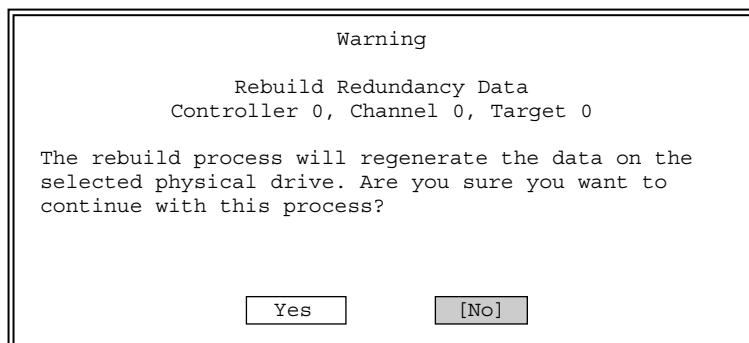 Warning
Rebuild Redundancy Data
Controller 0, Channel 0, Target 0
The rebuild process will regenerate the data on the
selected physical drive. Are you sure you want to
continue with this process?
Yes [No]